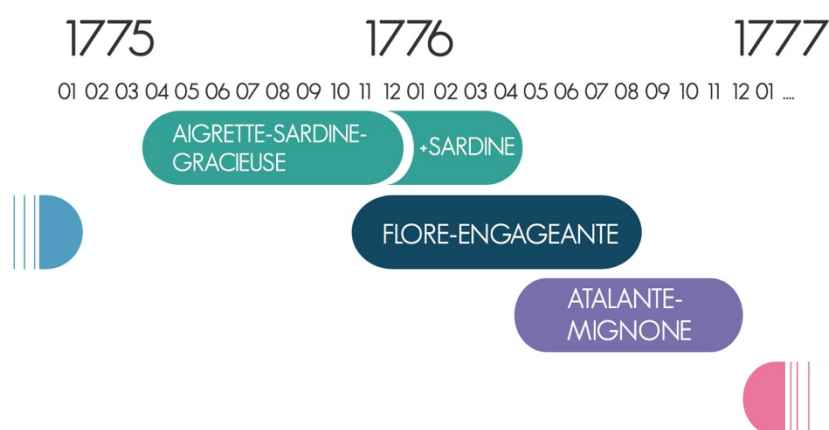 1775 1776 1777
01 02 03 04 05 06 07 08 09 10 11 12 01 02 03 04 05 06 07 08 09 10 11 12 01 ....
AIGRETTE-SARDINE-
GRACIEUSE
+SARDINE
FLORE-ENGAGEANTE
ATALANTE-
MIGNONE